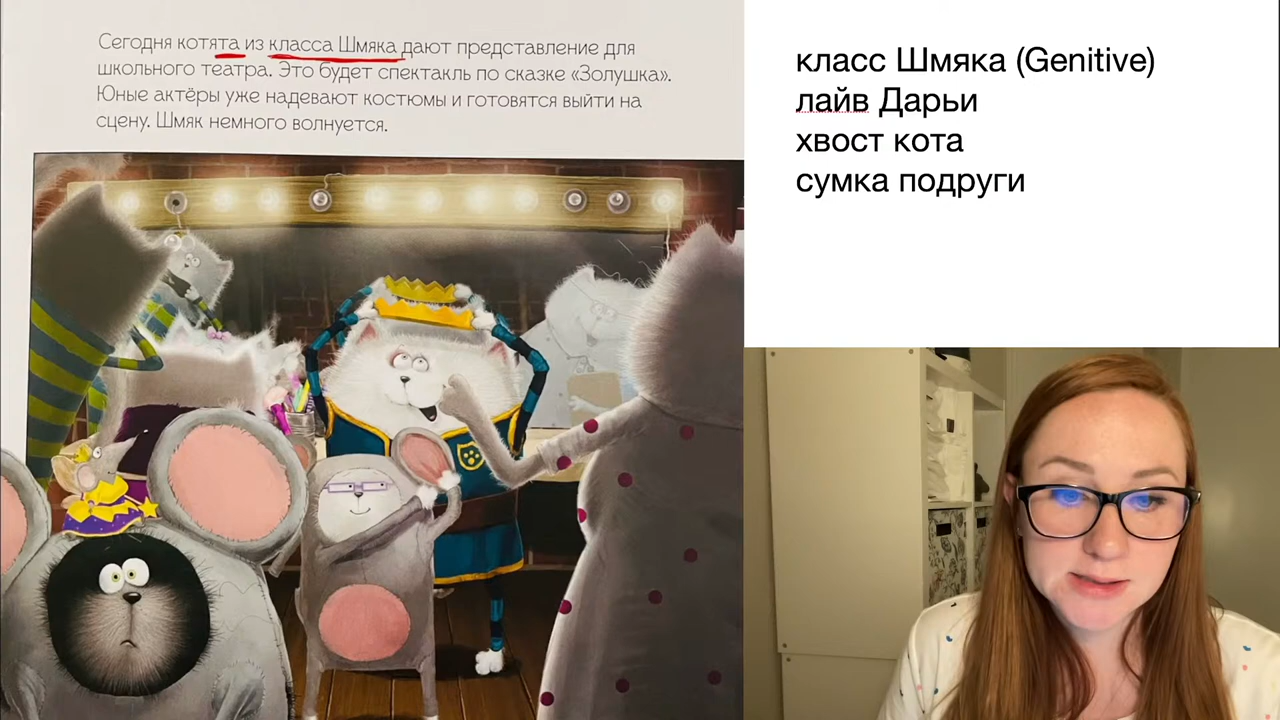 Сегодня котята из класса Шмяка дают представление для
школьного театра. Это будет спектакль по сказке «Золушка».
Юные актёры уже надевают костюмы и готовятся выйти на
сцену. Шмяк немного волнуется.
класс Шмяка (Genitive)
лайв Дарьи
хвост кота
сумка подруги